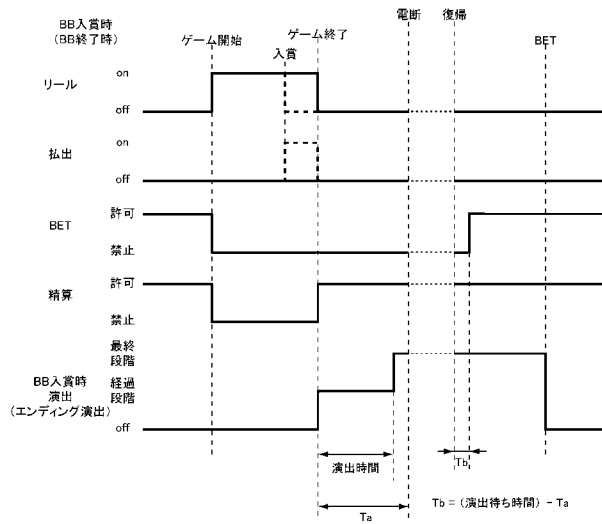 BB入賞時
(BB終了時)
ゲーム開始
入賞
ゲーム終了
電断
復帰
BET
リール
on
off
払出
on
off
BET
許可
禁止
精算
許可
禁止
BB入賞時
演出
(エンディング演出)
最終
段階
経過
段階
off
演出時間
Tb
Ta
Tb = (演出待ち時間) - Ta